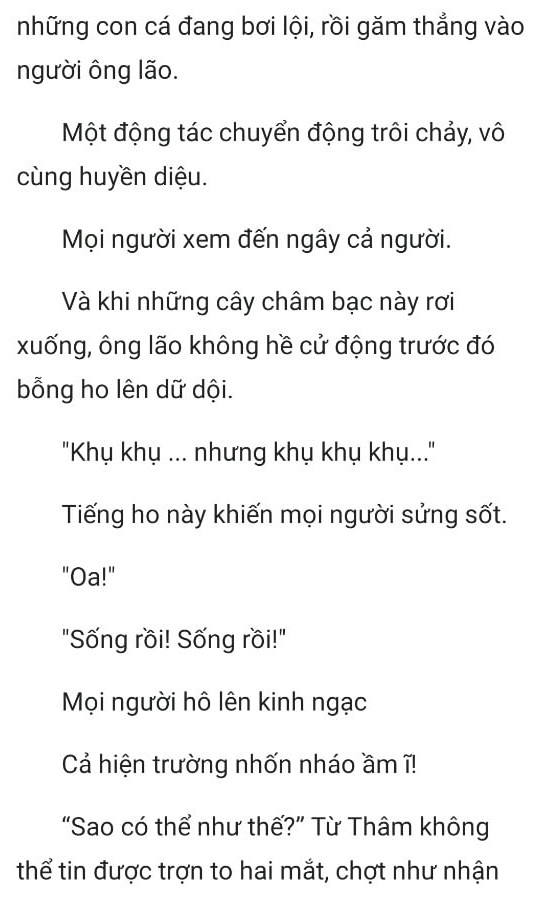 những con cá đang bơi lội, rồi găm thẳng vào
người ông lão.
Một động tác chuyển động trôi chảy, vô
cùng huyền diệu.
Mọi người xem đến ngây cả người.
Và khi những cây châm bạc này rơi
xuống, ông lão không hề cử động trước đó
bỗng ho lên dữ dội.
"Khụ khụ ... nhưng khụ khụ khụ..."
Tiếng ho này khiến mọi người sửng sốt.
"Oa!"
"Sống rồi! Sống rồi!"
Mọi người hô lên kinh ngạc
Cả hiện trường nhốn nháo ầm ĩ!
“Sao có thể như thế?” Từ Thâm không
thể tin được trợn to hai mắt, chợt như nhận